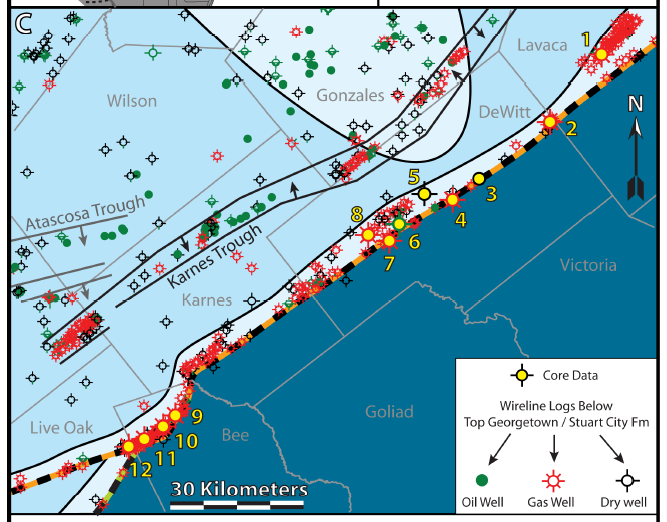 C
Lavaca
1
Wilson
Gonzales
DeWitt
2
N
5
3
4
Atascosa Trough
8
6
7
Karnes Trough
Victoria
Karnes
Core Data
Wireline Logs Below
Top Georgetown / Stuart City Fm
Oil Well
Gas Well
Dry well
Live Oak
9
10
11
12
Bee
Goliad
30 Kilometers